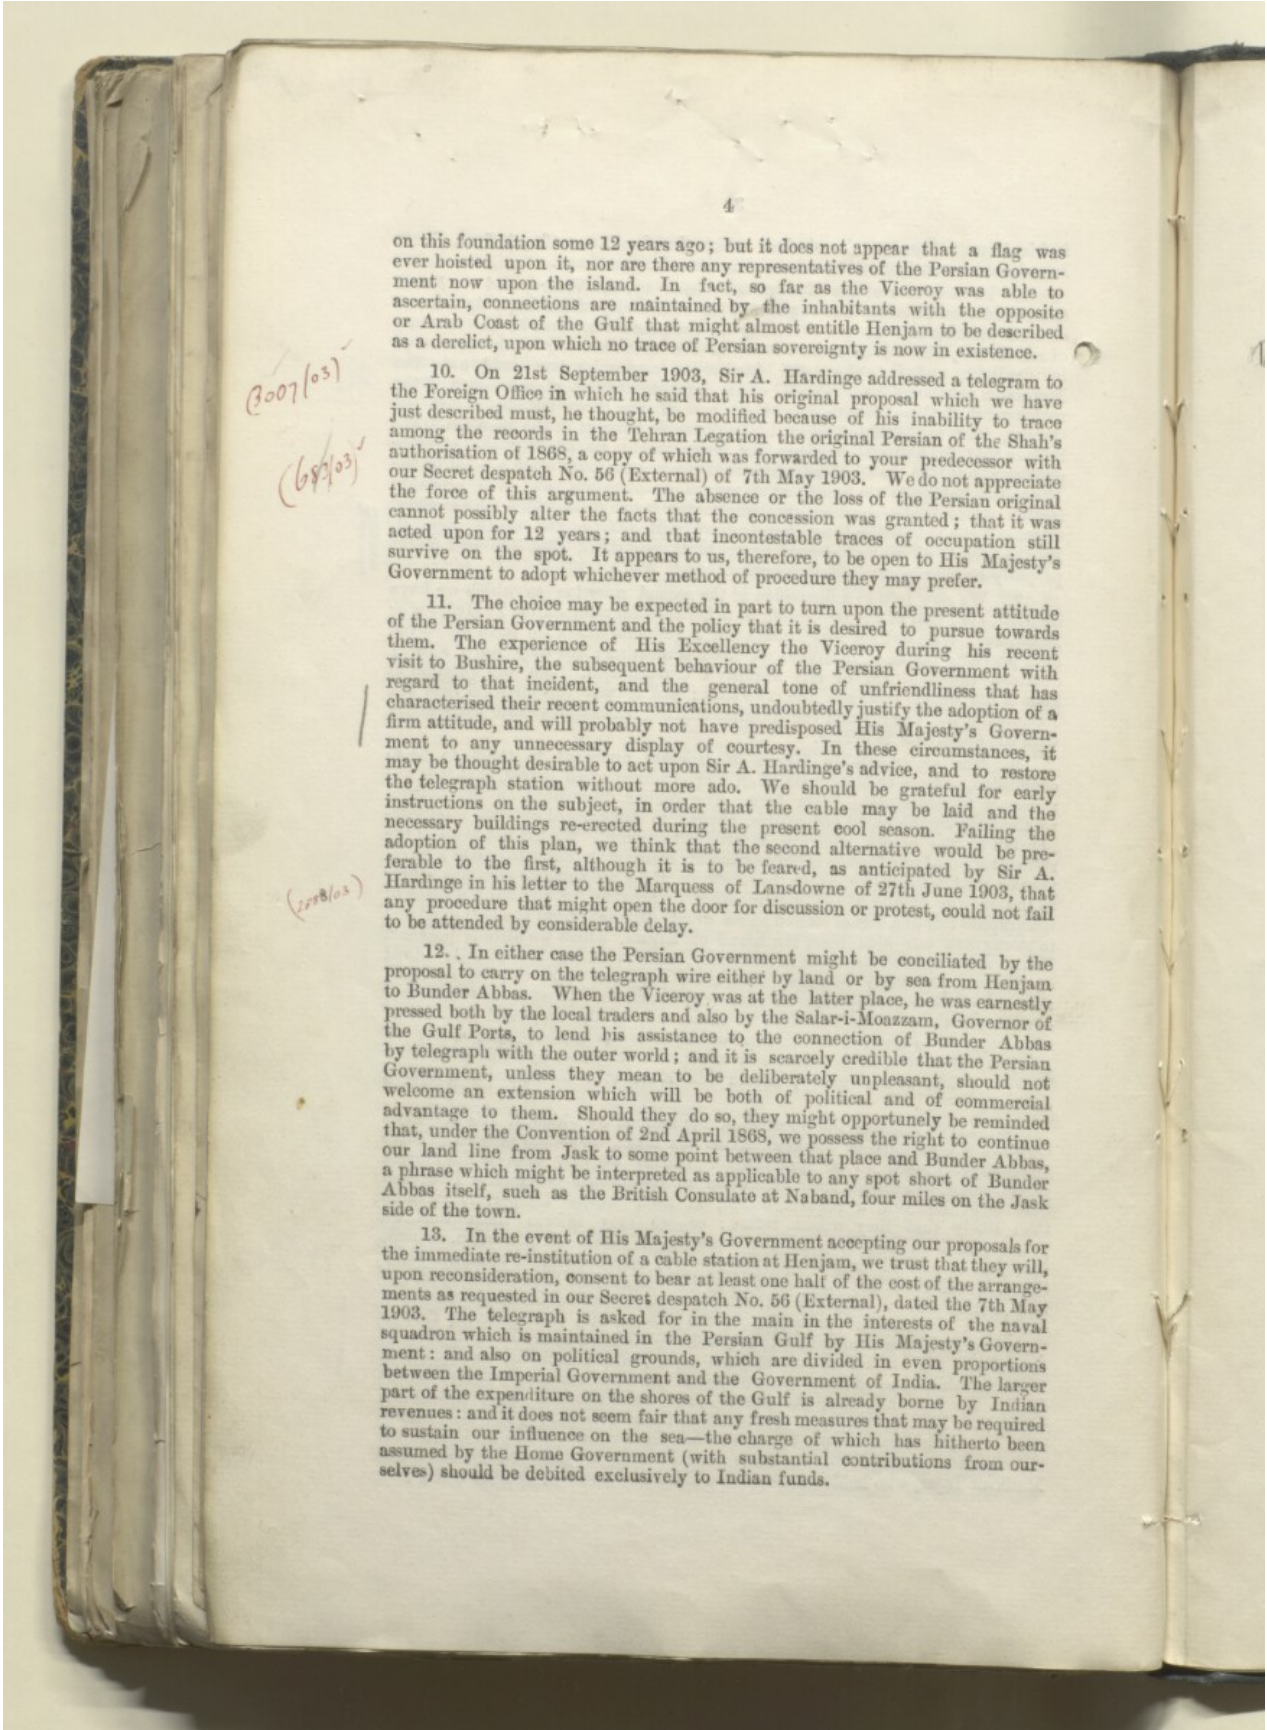 4
on this foundation some 12 years ago; but it does not appear that a flag was
ever hoisted upon it, nor are there any representatives of the Persian Govern-
ment now upon the island. In fact, so far as the Viceroy was able to
ascertain, connections are maintained by the inhabitants with the opposite
or Arab Coast of the Gulf that might almost entitle Henjam to be described
as a derelict, upon which no trace of Persian sovereignty is now in existence.
(3007/03)
10. On 21st September 1903, Sir A. Hardinge addressed a telegram to
the Foreign Office in which he said that his original proposal which we have
just described must, he thought, be modified because of his inability to trace
among the records in the Tehran Legation the original Persian of the Shah's
authorisation of 1868, a copy of which was forwarded to your predecessor with
our Secret despatch No. 56 (External) of 7th May 1903. We do not appreciate
the force of this argument. The absence or the loss of the Persian original
cannot possibly alter the facts that the concession was granted; that it was
acted upon for 12 years; and that incontestable traces of occupation still
survive on the spot. It appears to us, therefore, to be open to His Majesty's
Government to adopt whichever method of procedure they may prefer.
11. The choice may be expected in part to turn upon the present attitude
of the Persian Government and the policy that it is desired to pursue towards
them. The experience of His Excellency the Viceroy during his recent
visit to Bushire, the subsequent behaviour of the Persian Government with
regard to that incident, and the general tone of unfriendliness that has
characterised their recent communications, undoubtedly justify the adoption of a
firm attitude, and will probably not have predisposed His Majesty's Govern-
ment to any unnecessary display of courtesy. In these circumstances, it
may be thought desirable to act upon Sir A. Hardinge's advice, and to restore
the telegraph station without more ado. We should be grateful for early
instructions on the subject, in order that the cable may be laid and the
necessary buildings re-erected during the present cool season. Failing the
adoption of this plan, we think that the second alternative would be pre-
ferable to the first, although it is to be feared, as anticipated by Sir A.
Hardinge in his letter to the Marquess of Lansdowne of 27th June 1903, that
any procedure that might open the door for discussion or protest, could not fail
to be attended by considerable delay.
12. In either case the Persian Government might be conciliated by the
proposal to carry on the telegraph wire either by land or by sea from Henjam
to Bunder Abbas. When the Viceroy was at the latter place, he was earnestly
pressed both by the local traders and also by the Salar-i-Moazzam, Governor of
the Gulf Ports, to lend his assistance to the connection of Bunder Abbas
by telegraph with the outer world; and it is scarcely credible that the Persian
Government, unless they mean to be deliberately unpleasant, should not
welcome an extension which will be both of political and of commercial
advantage to them. Should they do so, they might opportunely be reminded
that, under the Convention of 2nd April 1868, we possess the right to continue
our land line from Jask to some point between that place and Bunder Abbas,
a phrase which might be interpreted as applicable to any spot short of Bunder
Abbas itself, such as the British Consulate at Naband, four miles on the Jask
side of the town.
13. In the event of His Majesty's Government accepting our proposals for
the immediate re-institution of a cable station at Henjam, we trust that they will,
upon reconsideration, consent to bear at least one half of the cost of the arrange-
ments as requested in our Secret despatch No. 56 (External), dated the 7th May
1903. The telegraph is asked for in the main in the interests of the naval
squadron which is maintained in the Persian Gulf by His Majesty's Govern-
ment: and also on political grounds, which are divided in even proportions
between the Imperial Government and the Government of India. The larger
part of the expenditure on the shores of the Gulf is already borne by Indian
revenues: and it does not seem fair that any fresh measures that may be required
to sustain our influence on the sea—the charge of which has hitherto been
assumed by the Home Government (with substantial contributions from our-
selves) should be debited exclusively to Indian funds.